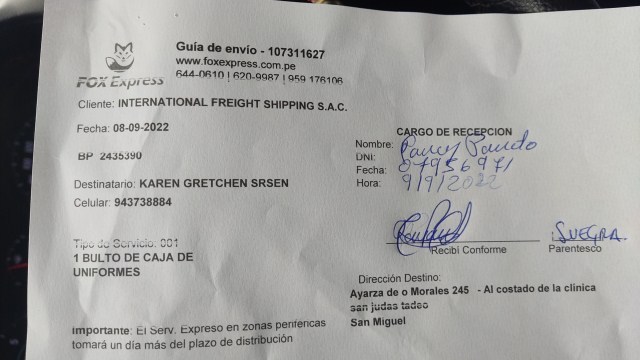 Guía de envío - 107311627
www.foxexpress.com.pe
644-0610 | 620-9987 | 959 176106
FOX Express
Cliente: INTERNATIONAL FREIGHT SHIPPING S.A.C.
Fecha: 08-09-2022
BP 2435390
Destinatario: KAREN GRETCHEN SRSEN
Celular: 943738884
Tipo de Servicio: 001
1 BULTO DE CAJA DE
UNIFORMES
Importante: El Serv. Expreso en zonas perifericas
tomará un día más del plazo de distribución
CARGO DE RECEPCION
Nombre:
DNI: 07956971
Fecha: 9/9/2022
Hora:
Recibí Conforme
SUEGRA
Parentesco
Dirección Destino:
Ayarza de o Morales 245 - Al costado de la clinica
san judas tadeo
San Miguel